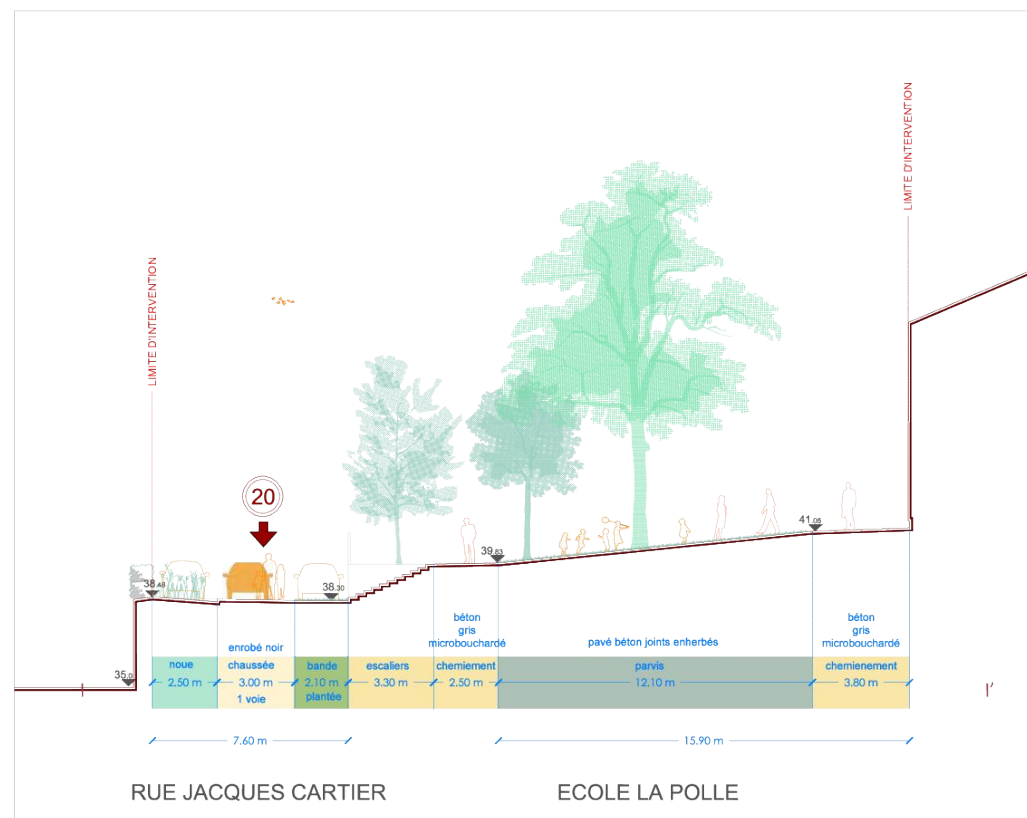 LIMITE D'INTERVENTION
LIMITE D'INTERVENTION
20
41.06
39.63
38.48
38.30
35.0
béton
gris
microbouchardé
pavé béton joints enherbés
béton
gris
microbouchardé
enrobé noir
noue
chaussée
bande
escaliers
chemiement
parvis
chemienement
2.50 m
3.00 m
2.10 m
3.30 m
2.50 m
12.10 m
3.80 m
1 voie
plantée
7.60 m
15.90 m
RUE JACQUES CARTIER
ECOLE LA POLLE